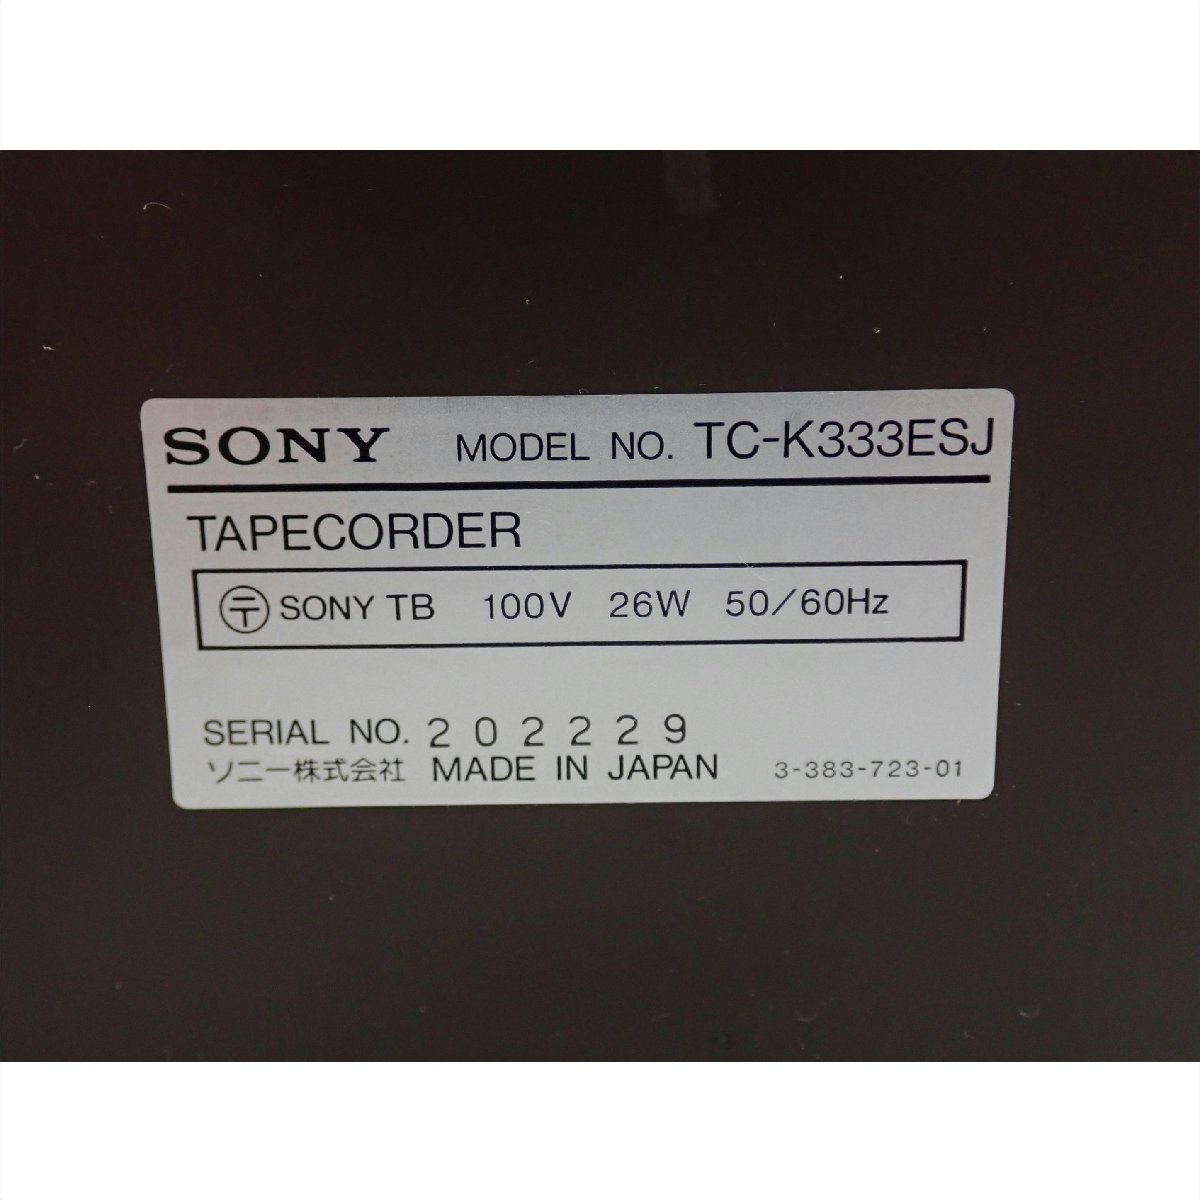 SONY MODEL NO. TC-K333ESJ
TAPECORDER
〶 SONY TB 100V 26W 50/60Hz
SERIAL NO. 202229
ソニー株式会社 MADE IN JAPAN 3-383-723-01